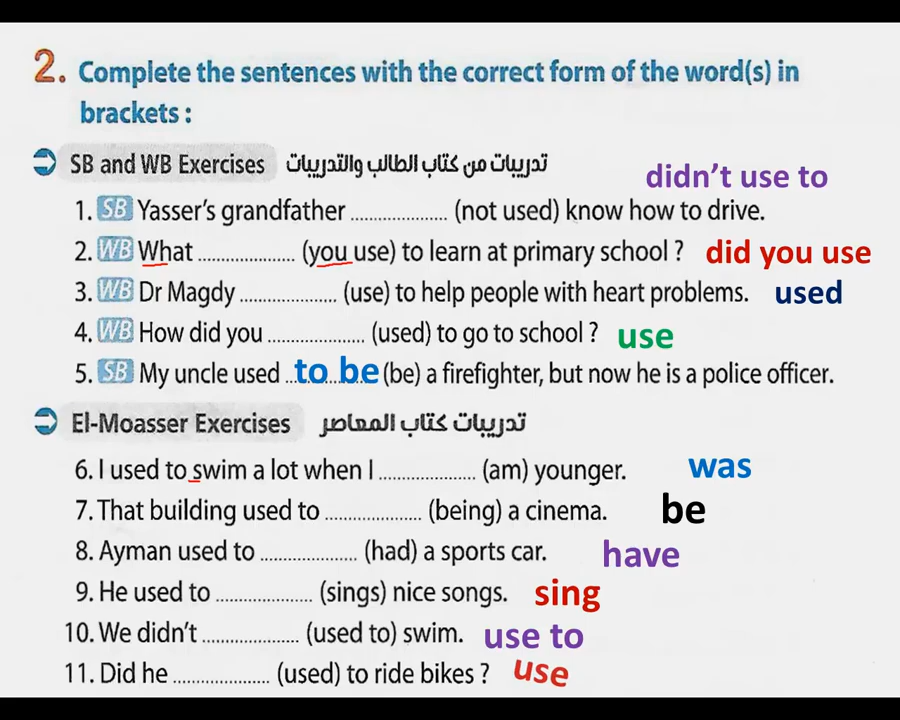 2. Complete the sentences with the correct form of the word(s) in
brackets :
SB and WB Exercises تدريبات من كتاب الطالب والتدريبات
didn't use to
1. SB Yasser's grandfather .................... (not used) know how to drive.
2. WB What .................... (you use) to learn at primary school ? did you use
3. WB Dr Magdy .................... (use) to help people with heart problems. used
4. WB How did you .................... (used) to go to school ? use
5. SB My uncle used ...to be... (be) a firefighter, but now he is a police officer.
El-Moasser Exercises تدريبات كتاب المعاصر
6. I used to swim a lot when I .................... (am) younger. was
7. That building used to .................... (being) a cinema. be
8. Ayman used to .................... (had) a sports car. have
9. He used to .................... (sings) nice songs. sing
10. We didn't .................... (used to) swim. use to
11. Did he .................... (used) to ride bikes ? use